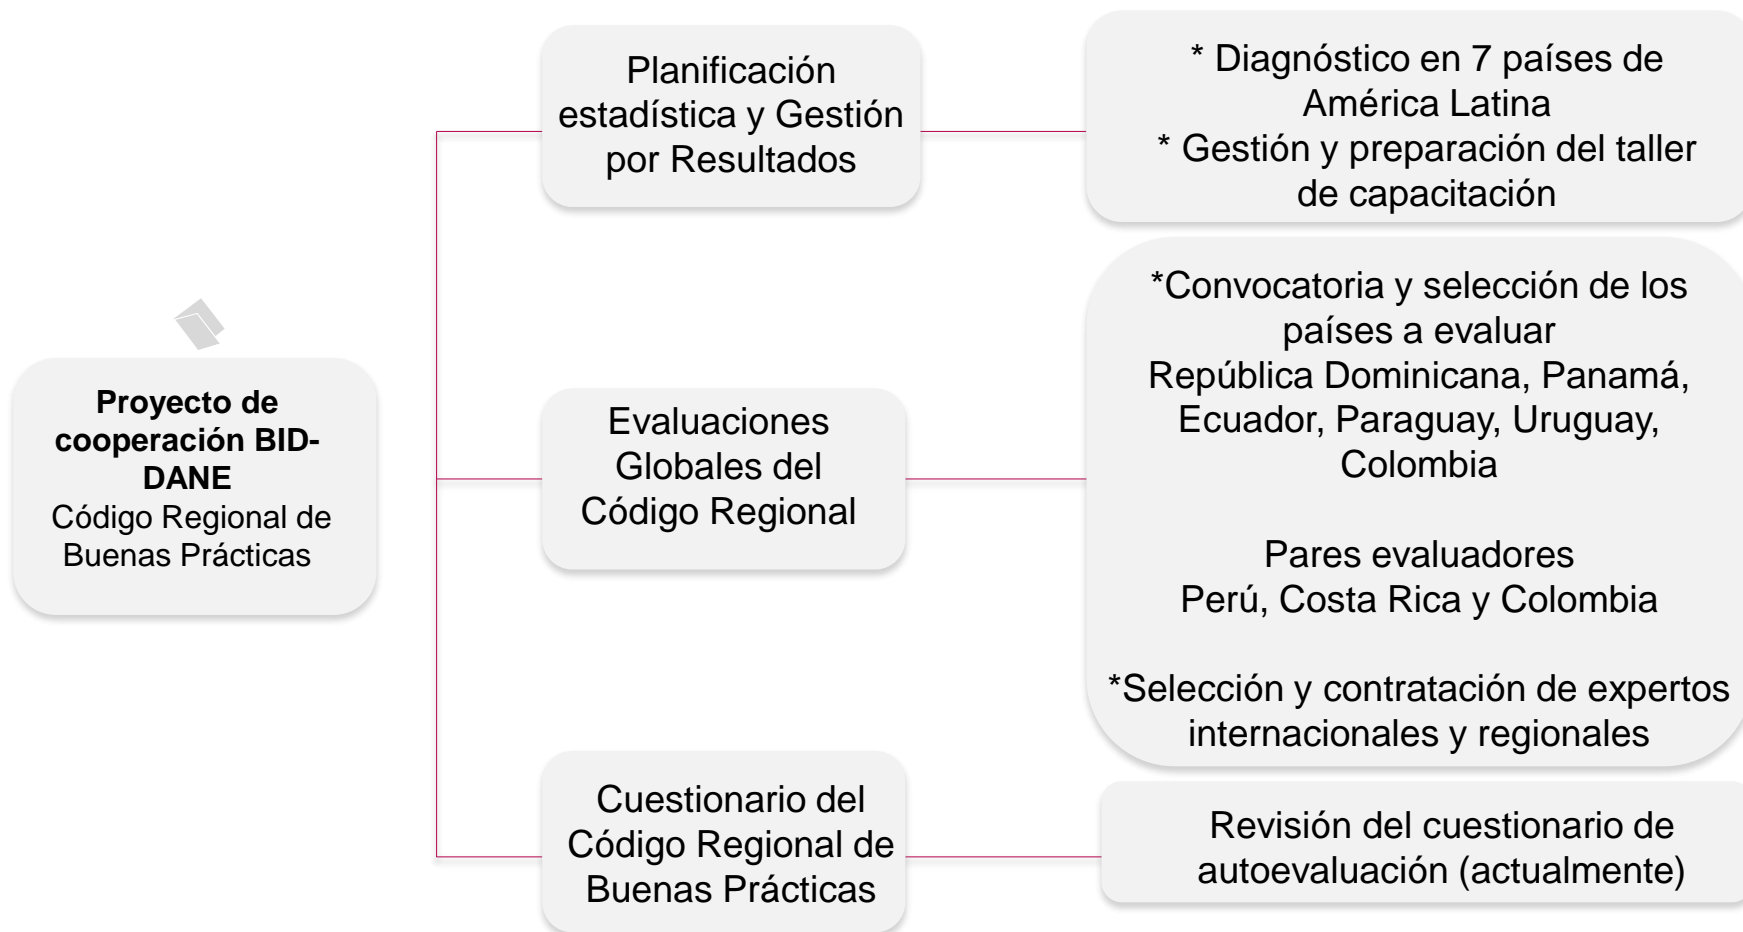 Proyecto de
cooperación BID-
DANE
Código Regional de
Buenas Prácticas
Planificación
estadística y Gestión
por Resultados
* Diagnóstico en 7 países de
América Latina
* Gestión y preparación del taller
de capacitación
Evaluaciones
Globales del
Código Regional
*Convocatoria y selección de los
países a evaluar
República Dominicana, Panamá,
Ecuador, Paraguay, Uruguay,
Colombia
Pares evaluadores
Perú, Costa Rica y Colombia
*Selección y contratación de expertos
internacionales y regionales
Cuestionario del
Código Regional de
Buenas Prácticas
Revisión del cuestionario de
autoevaluación (actualmente)